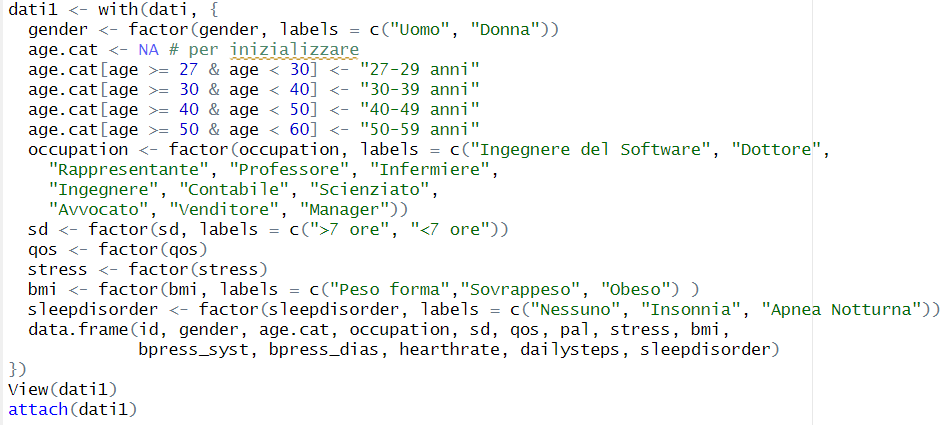 dati1 <- with(dati, {
  gender <- factor(gender, labels = c("Uomo", "Donna"))
  age.cat <- NA # per inizializzare
  age.cat[age >= 27 & age < 30] <- "27-29 anni"
  age.cat[age >= 30 & age < 40] <- "30-39 anni"
  age.cat[age >= 40 & age < 50] <- "40-49 anni"
  age.cat[age >= 50 & age < 60] <- "50-59 anni"
  occupation <- factor(occupation, labels = c("Ingegnere del Software", "Dottore",
    "Rappresentante", "Professore", "Infermiere",
    "Ingegnere", "Contabile", "Scienziato",
    "Avvocato", "Venditore", "Manager"))
  sd <- factor(sd, labels = c(">7 ore", "<7 ore"))
  qos <- factor(qos)
  stress <- factor(stress)
  bmi <- factor(bmi, labels = c("Peso forma","Sovrappeso", "Obeso") )
  sleepdisorder <- factor(sleepdisorder, labels = c("Nessuno", "Insonnia", "Apnea Notturna"))
  data.frame(id, gender, age.cat, occupation, sd, qos, pal, stress, bmi,
             bpress_syst, bpress_dias, hearthrate, dailysteps, sleepdisorder)
})
View(dati1)
attach(dati1)